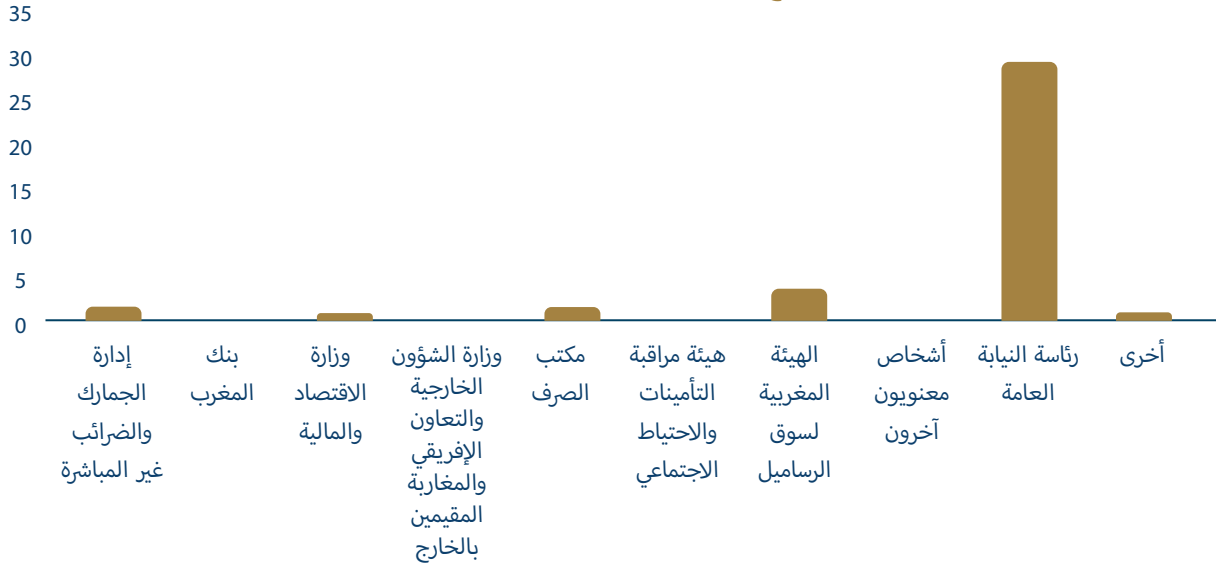 35
30
25
20
15
10
5
0
إدارة
الجمارك
والضرائب
غير المباشرة
بنك
المغرب
وزارة
الاقتصاد
والمالية
وزارة الشؤون
الخارجية
والتعاون
الإفريقي
والمغاربة
المقيمين
بالخارج
مكتب
الصرف
هيئة مراقبة
التأمينات
والاحتياط
الاجتماعي
الهيئة
المغربية
لسوق
الرساميل
أشخاص
معنويون
آخرون
رئاسة النيابة
العامة
أخرى